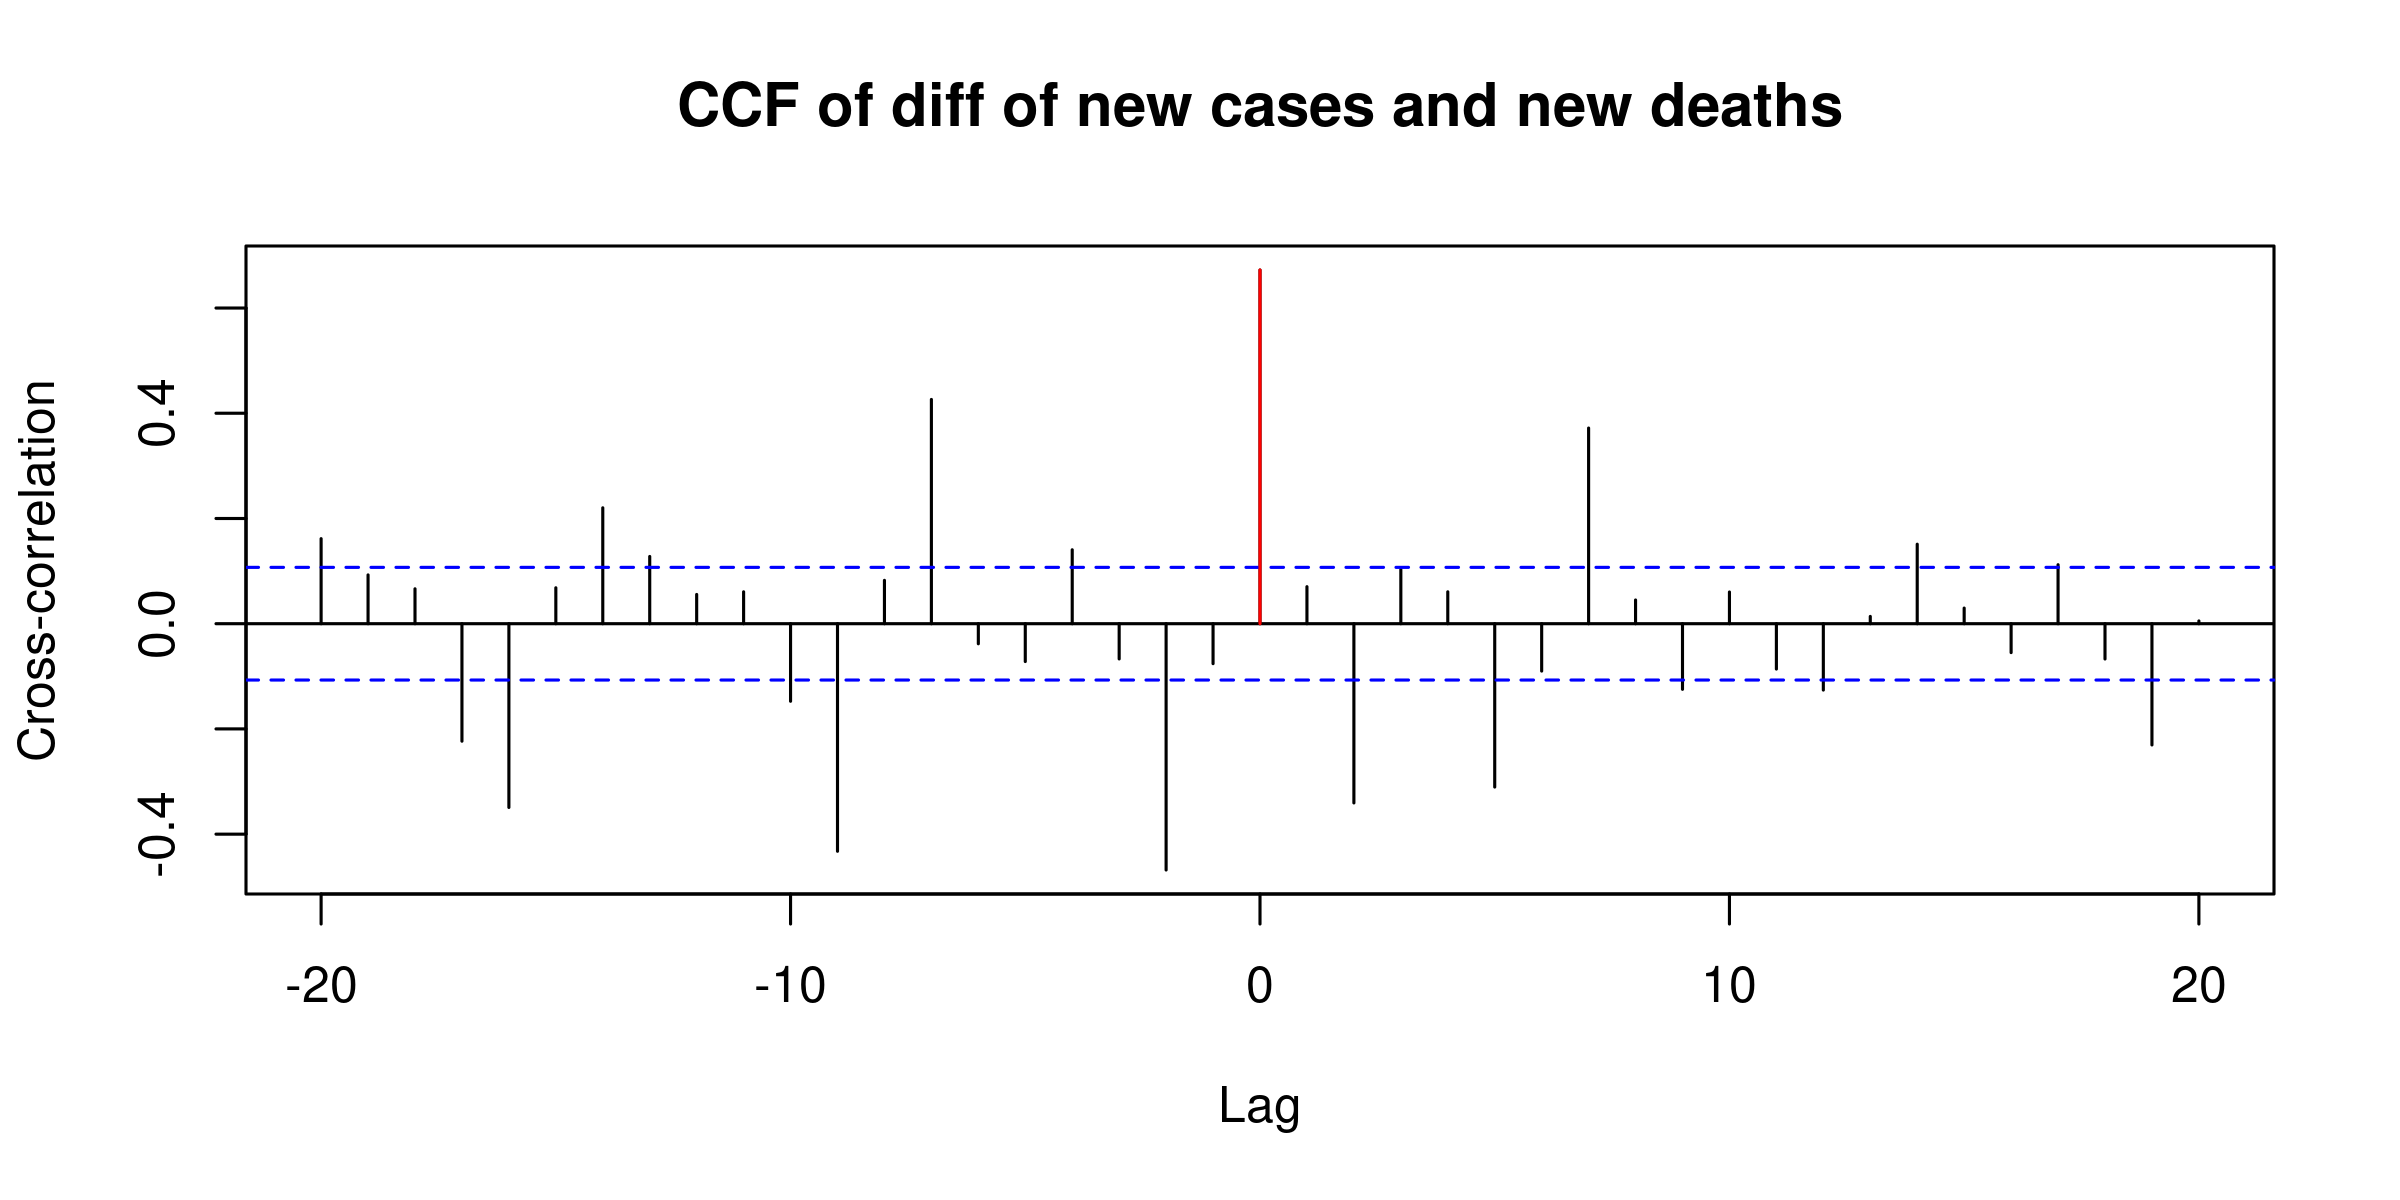 CCF of diff of new cases and new deaths
Cross-correlation
0.4
0.0
-0.4
-20 -10 0 10 20
Lag